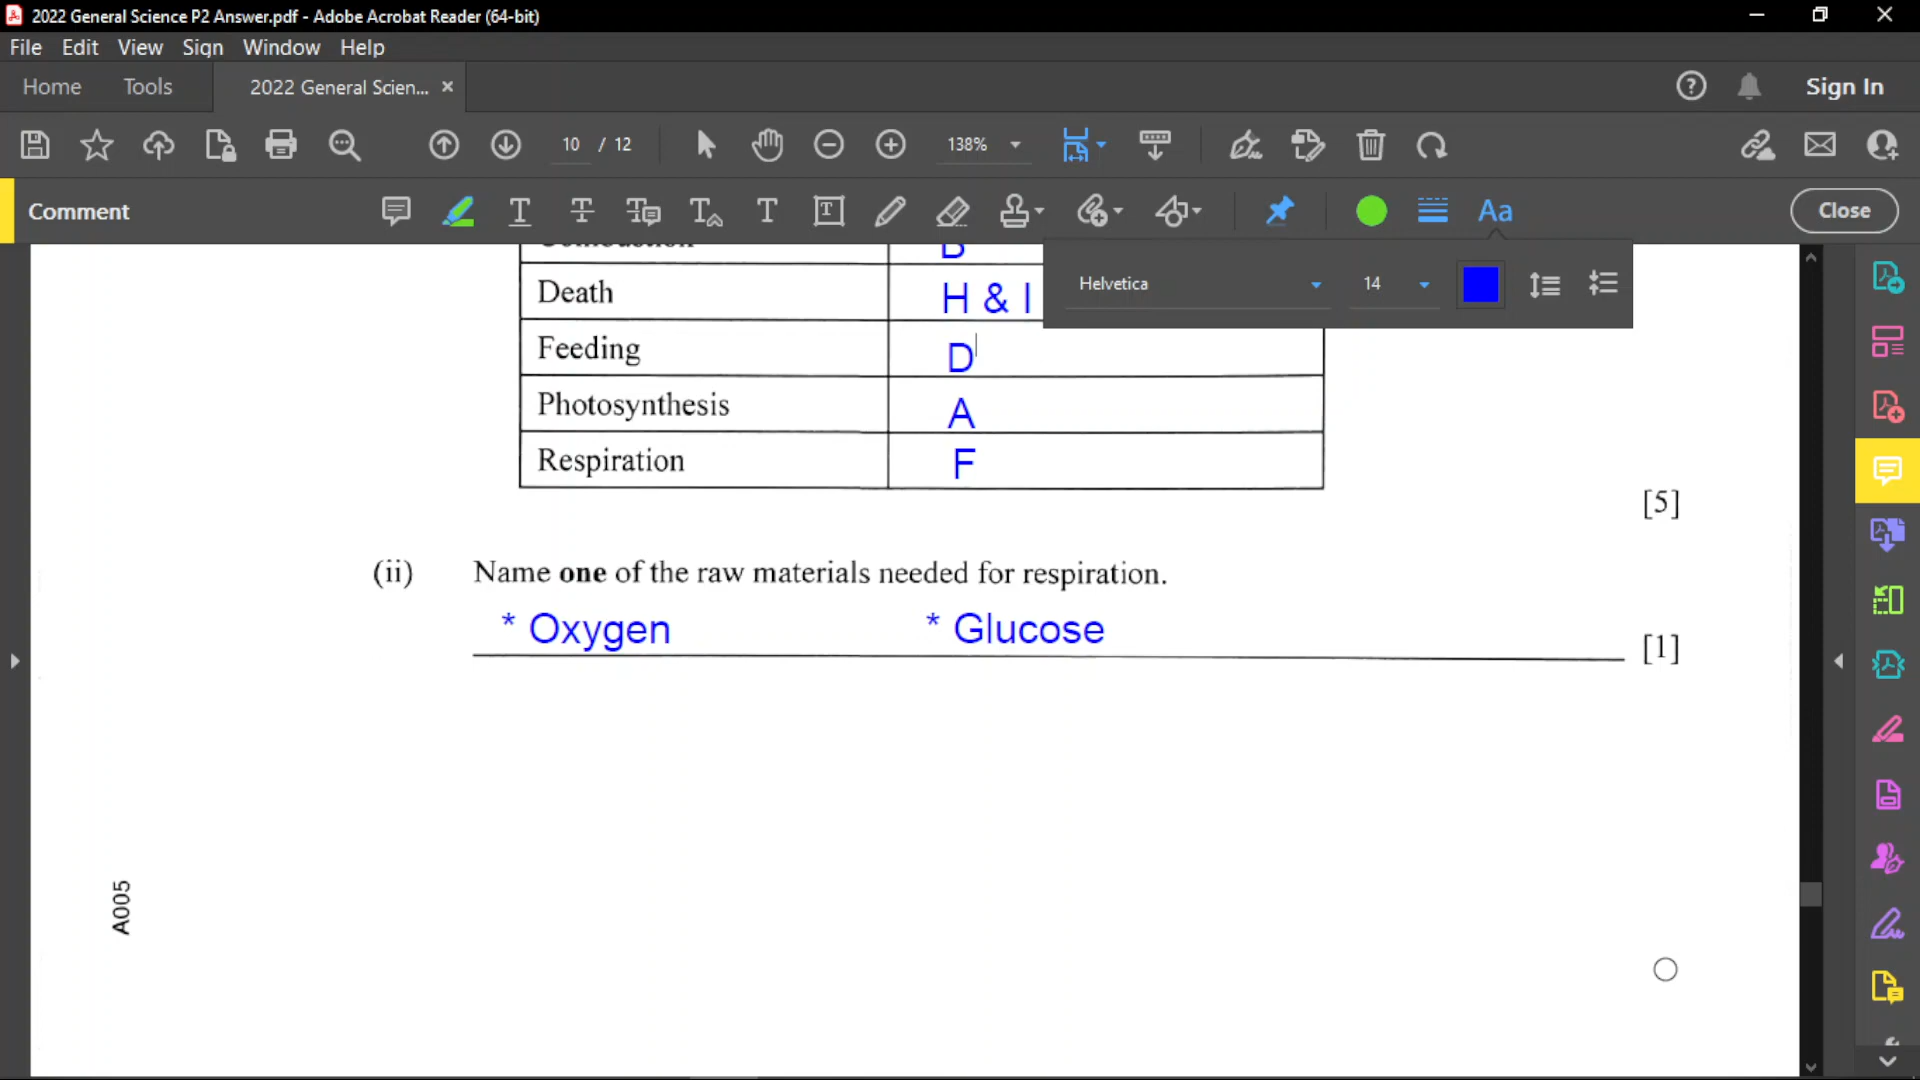 2022 General Science P2 Answer.pdf - Adobe Acrobat Reader (64-bit)
File Edit View Sign Window Help
Home Tools 2022 General Scien... × Sign In
10 / 12 138%
Comment Close
Combustion B
Helvetica 14
Death H & I
Feeding D
Photosynthesis A
Respiration F
[5]
(ii) Name one of the raw materials needed for respiration.
* Oxygen * Glucose
[1]
A005